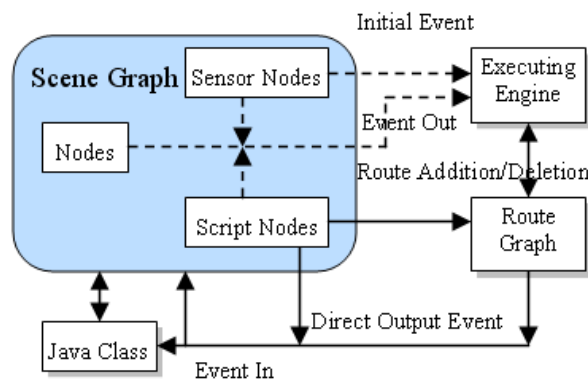 Initial Event
Scene Graph
Sensor Nodes
Executing
Engine
Event Out
Nodes
Route Addition/Deletion
Script Nodes
Route
Graph
Direct Output Event
Java Class
Event In